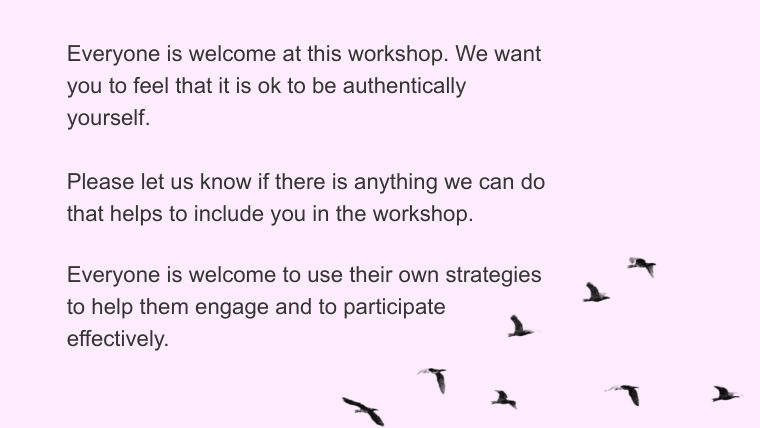 Everyone is welcome at this workshop. We want
you to feel that it is ok to be authentically
yourself.
Please let us know if there is anything we can do
that helps to include you in the workshop.
Everyone is welcome to use their own strategies
to help them engage and to participate
effectively.